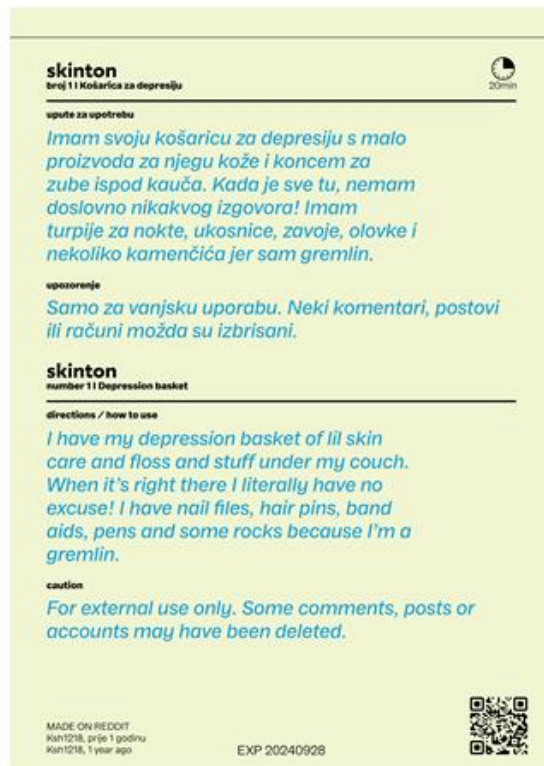 skinton
broj 1 I Košarica za depresiju
20min
upute za upotrebu
Imam svoju košaricu za depresiju s malo
proizvoda za njegu kože i koncem za
zube ispod kauča. Kada je sve tu, nemam
doslovno nikakvog izgovora! Imam
turpije za nokte, ukosnice, zavoje, olovke i
nekoliko kamenčića jer sam gremlin.
upozorenje
Samo za vanjsku uporabu. Neki komentari, postovi
ili računi možda su izbrisani.
skinton
number 1 I Depression basket
directions / how to use
I have my depression basket of lil skin
care and floss and stuff under my couch.
When it's right there I literally have no
excuse! I have nail files, hair pins, band
aids, pens and some rocks because I'm a
gremlin.
caution
For external use only. Some comments, posts or
accounts may have been deleted.
MADE ON REDDIT
Ksh1218, prije 1 godinu
Ksh1218, 1 year ago
EXP 20240928